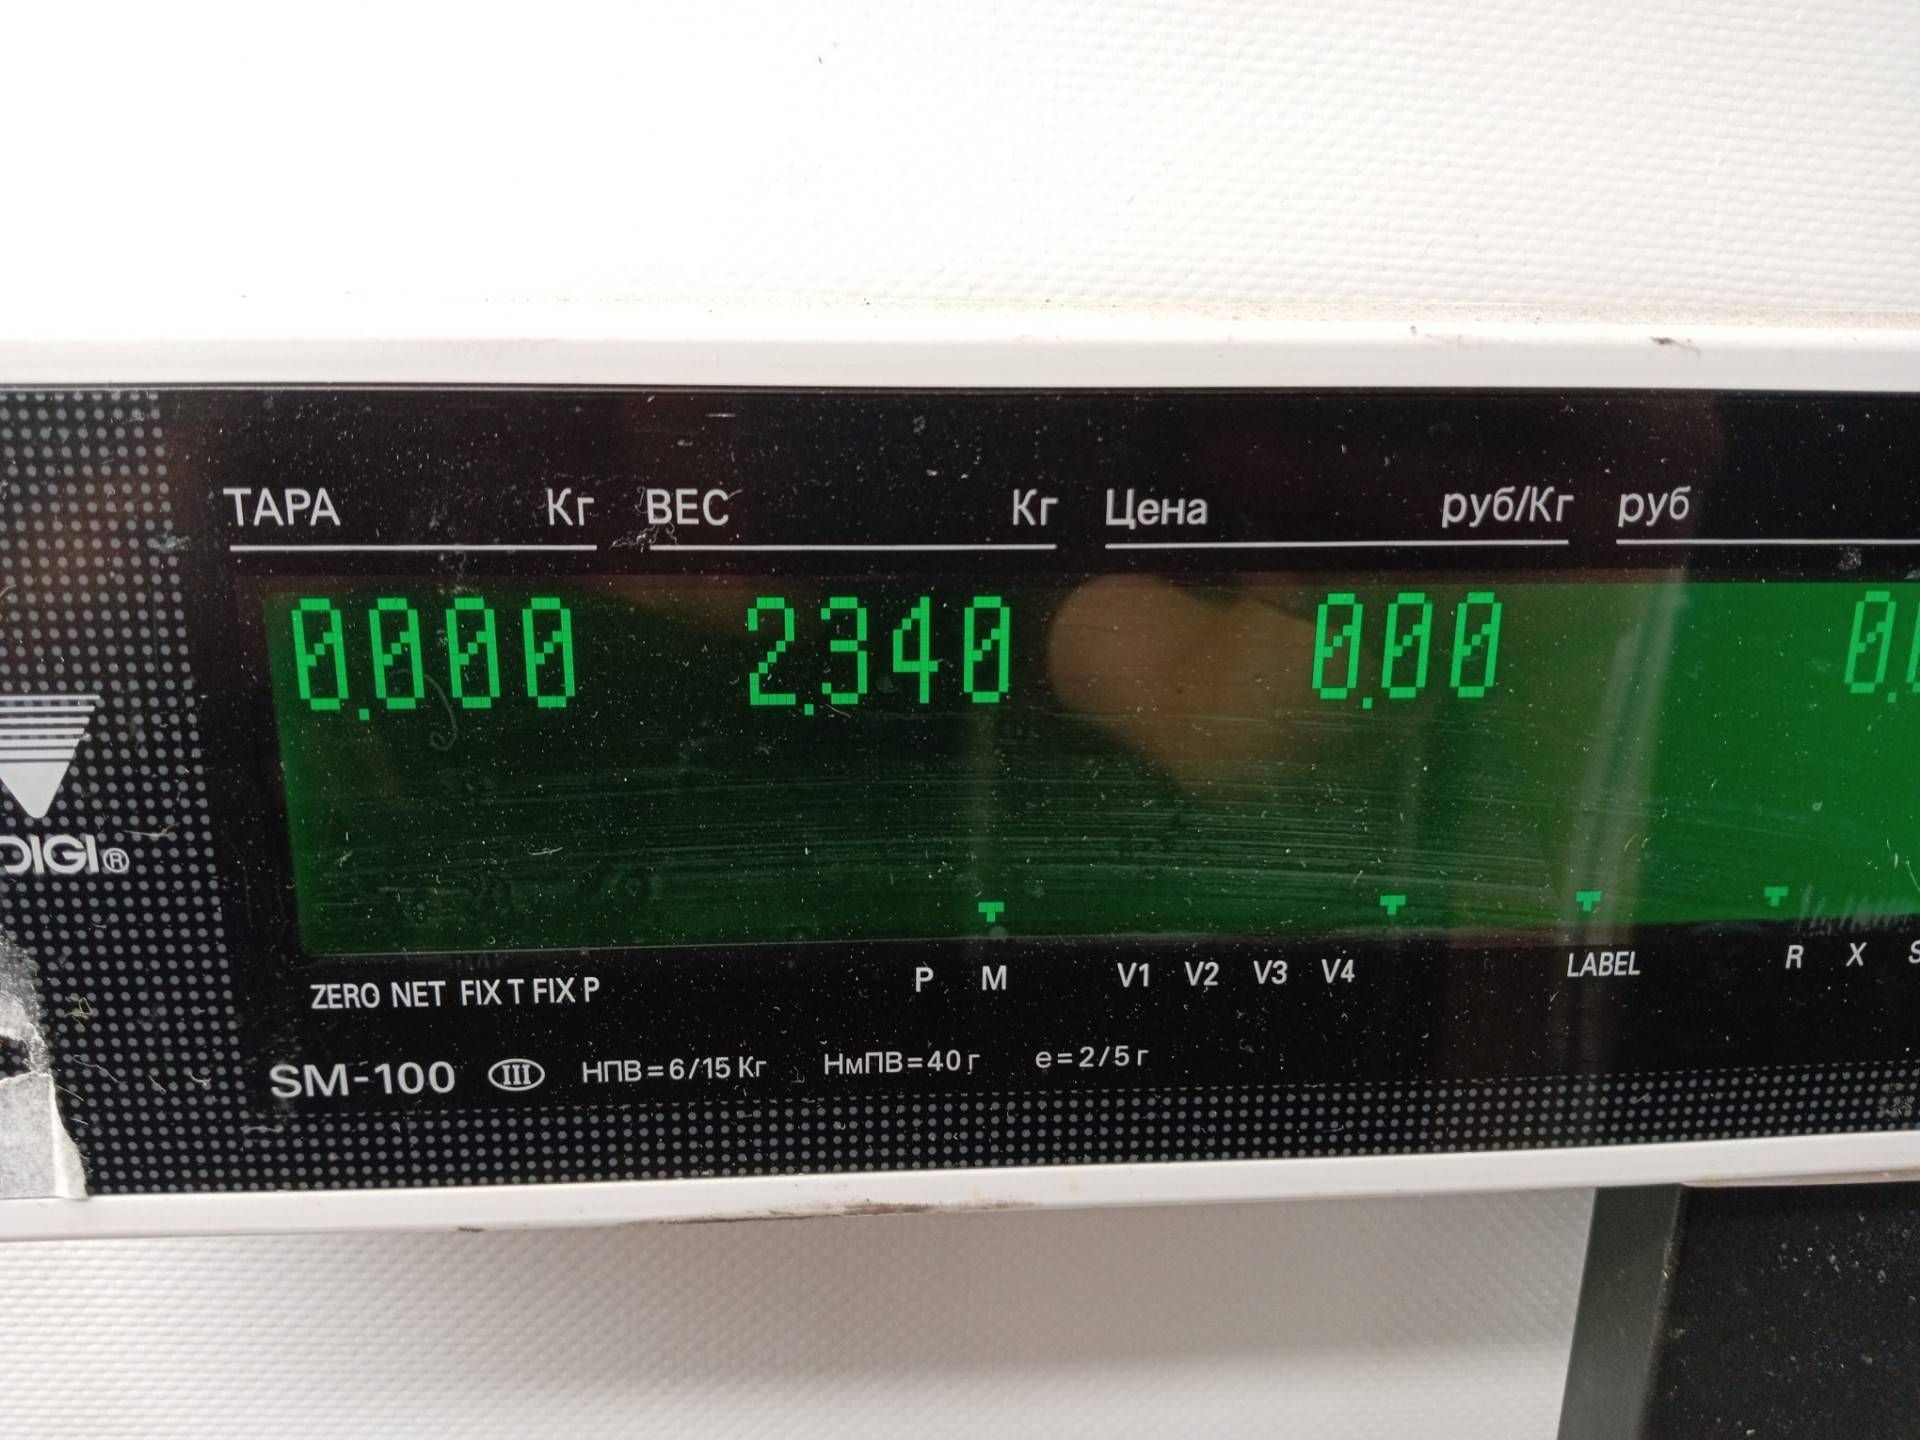 ТАРА Кг ВЕС Кг Цена руб/Кг руб
0.000 2.340 0.00 0.
DIGI®
ZERO NET FIX T FIX P P M V1 V2 V3 V4 LABEL R X S
SM-100 III НПВ=6/15 Кг НмПВ=40 г e=2/5 г